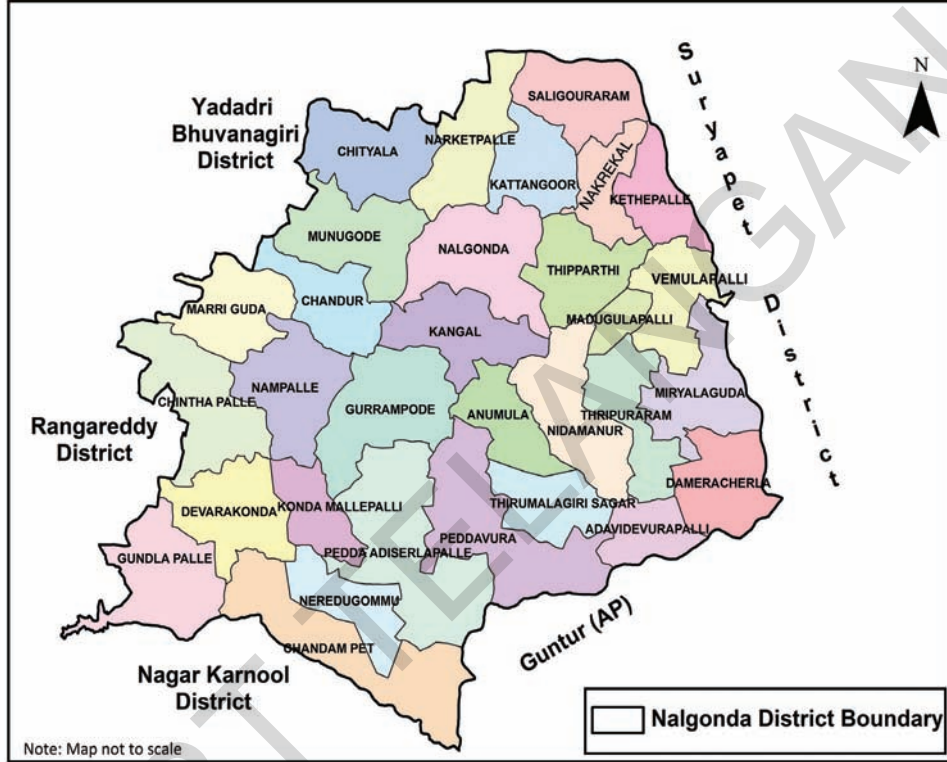 N
Suryapet District
SALIGOURARAM
Yadadri
Bhuvanagiri
District
CHITYALA
NARKETPALLE
KATTANGOOR
NAKREKAL
KETHEPALLE
MUNUGODE
NALGONDA
THIPPARTHI
VEMULAPALLI
MARRI GUDA
CHANDUR
KANGAL
MADUGULAPALLI
CHINTHA PALLE
NAMPALLE
GURRAMPODE
ANUMULA
THRIPURARAM
MIRYALAGUDA
NIDAMANUR
Rangareddy
District
DEVARAKONDA
KONDA MALLEPALLI
THIRUMALAGIRI SAGAR
DAMERACHERLA
ADAVIDEVURAPALLI
PEDDAVURA
PEDDA ADISERLAPALLE
GUNDLA PALLE
NEREDUGOMMU
CHANDAM PET
Guntur (AP)
Nagar Karnool
District
Nalgonda District Boundary
Note: Map not to scale
RT TELANGAN